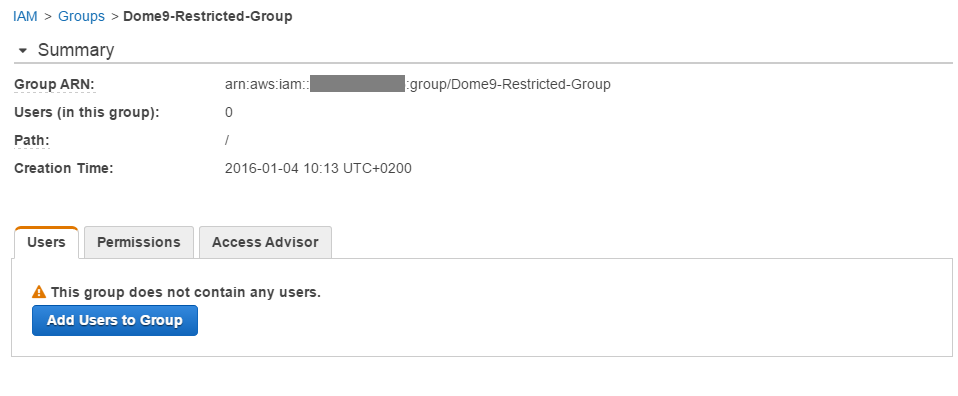 IAM > Groups > Dome9-Restricted-Group
Summary
Group ARN: arn:aws:iam:: :group/Dome9-Restricted-Group
Users (in this group): 0
Path: /
Creation Time: 2016-01-04 10:13 UTC+0200
Users Permissions Access Advisor
This group does not contain any users.
Add Users to Group